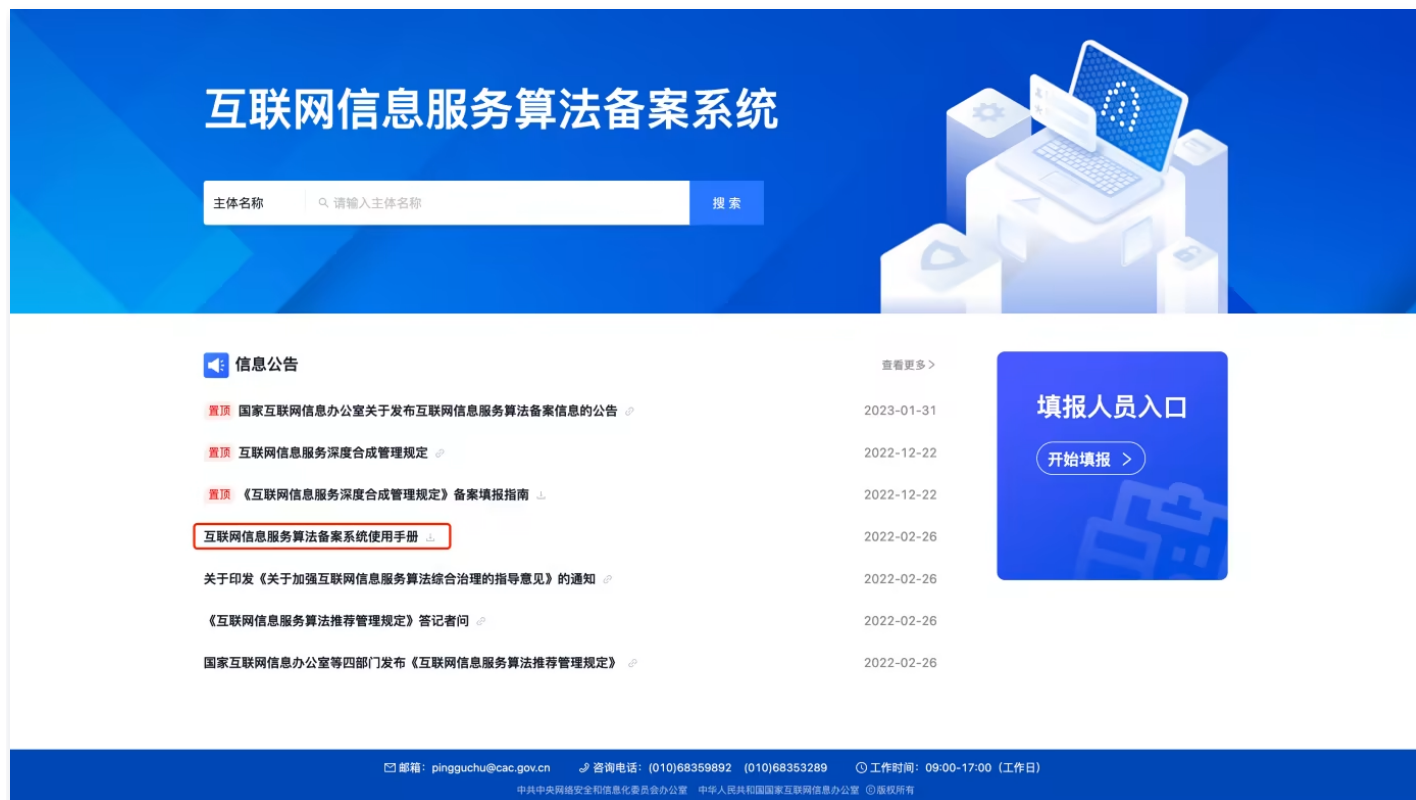 互联网信息服务算法备案系统
主体名称 请输入主体名称 搜索
信息公告 查看更多 >
置顶 国家互联网信息办公室关于发布互联网信息服务算法备案信息的公告 2023-01-31
置顶 互联网信息服务深度合成管理规定 2022-12-22
置顶 《互联网信息服务深度合成管理规定》备案填报指南 2022-12-22
互联网信息服务算法备案系统使用手册 2022-02-26
关于印发《关于加强互联网信息服务算法综合治理的指导意见》的通知 2022-02-26
《互联网信息服务算法推荐管理规定》答记者问 2022-02-26
国家互联网信息办公室等四部门发布《互联网信息服务算法推荐管理规定》 2022-02-26
填报人员入口
开始填报 >
邮箱：pingguchu@cac.gov.cn 咨询电话：(010)68359892 (010)68353289 工作时间：09:00-17:00（工作日）
中共中央网络安全和信息化委员会办公室 中华人民共和国国家互联网信息办公室 ©版权所有